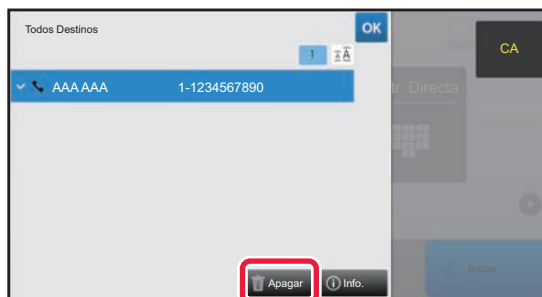 Todos Destinos
OK
CA
1
AAA AAA 1-1234567890
tr. Directa
Apagar
Info.
Iniciar